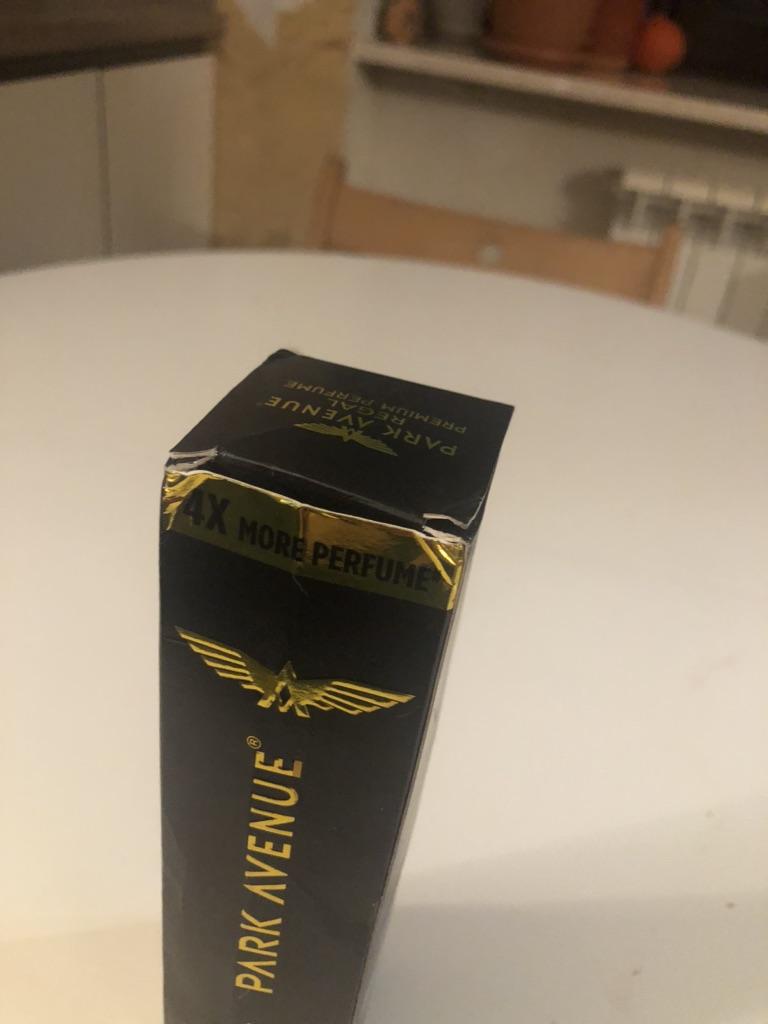 PARK AVENUE
REGAL
PREMIUM PERFUME
4X MORE PERFUME*
PARK AVENUE®